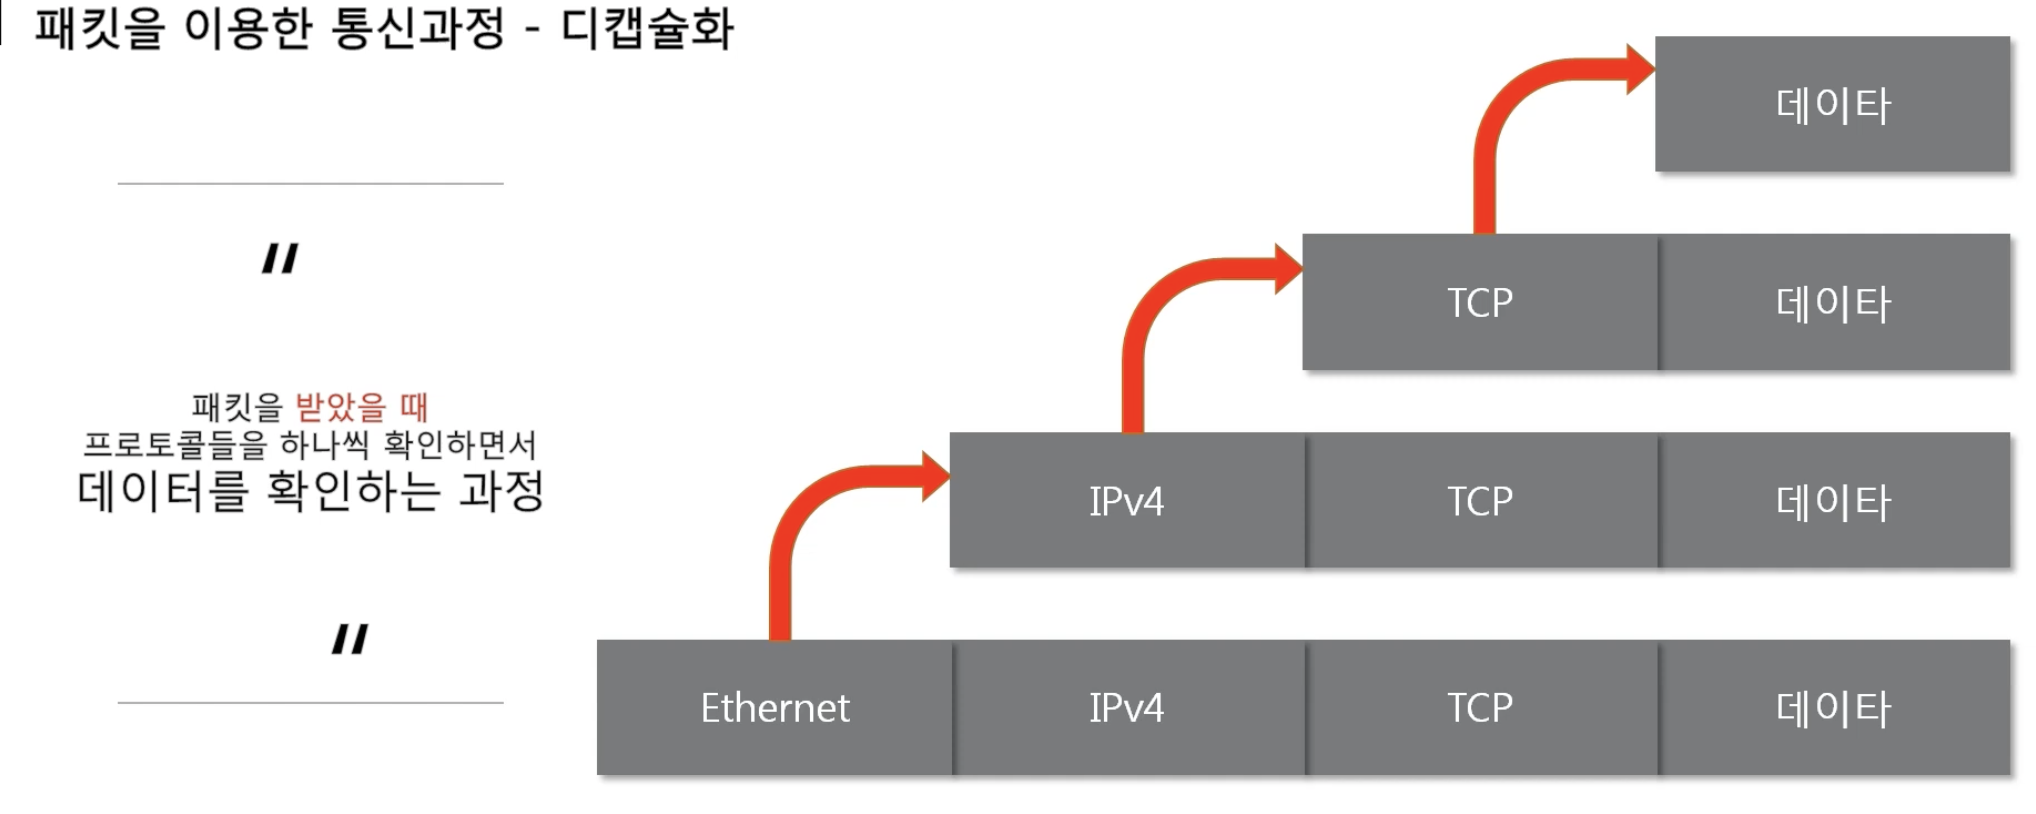 패킷을 이용한 통신과정 - 디캡슐화
"
패킷을 받았을 때
프로토콜들을 하나씩 확인하면서
데이터를 확인하는 과정
"
데이타
TCP 데이타
IPv4 TCP 데이타
Ethernet IPv4 TCP 데이타